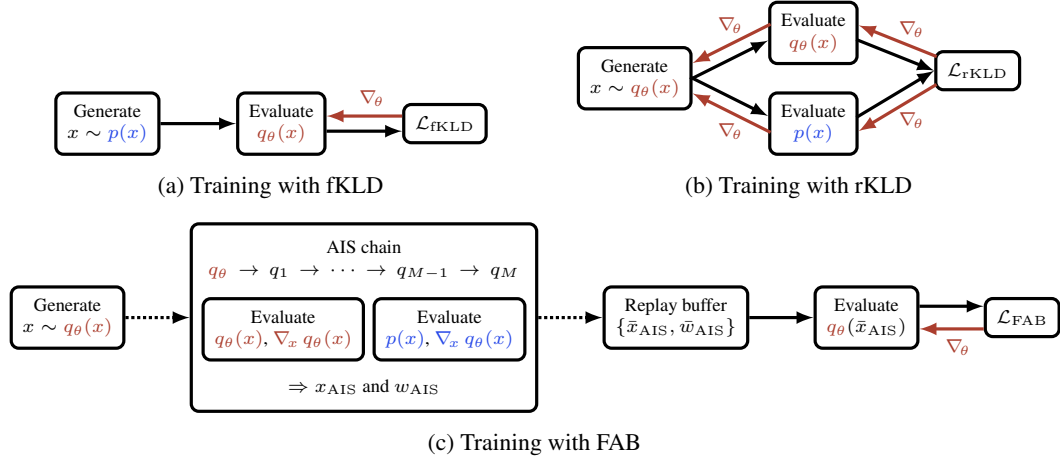 Generate
x ∼ p(x)
Evaluate
qθ(x)
∇θ
ℒfKLD
(a) Training with fKLD
Generate
x ∼ qθ(x)
Evaluate
qθ(x)
Evaluate
p(x)
∇θ
∇θ
∇θ
∇θ
ℒrKLD
(b) Training with rKLD
Generate
x ∼ qθ(x)
AIS chain
qθ → q1 → ··· → qM−1 → qM
Evaluate
qθ(x), ∇x qθ(x)
Evaluate
p(x), ∇x qθ(x)
⇒ xAIS and wAIS
Replay buffer
{x̄AIS, w̄AIS}
Evaluate
qθ(x̄AIS)
∇θ
ℒFAB
(c) Training with FAB